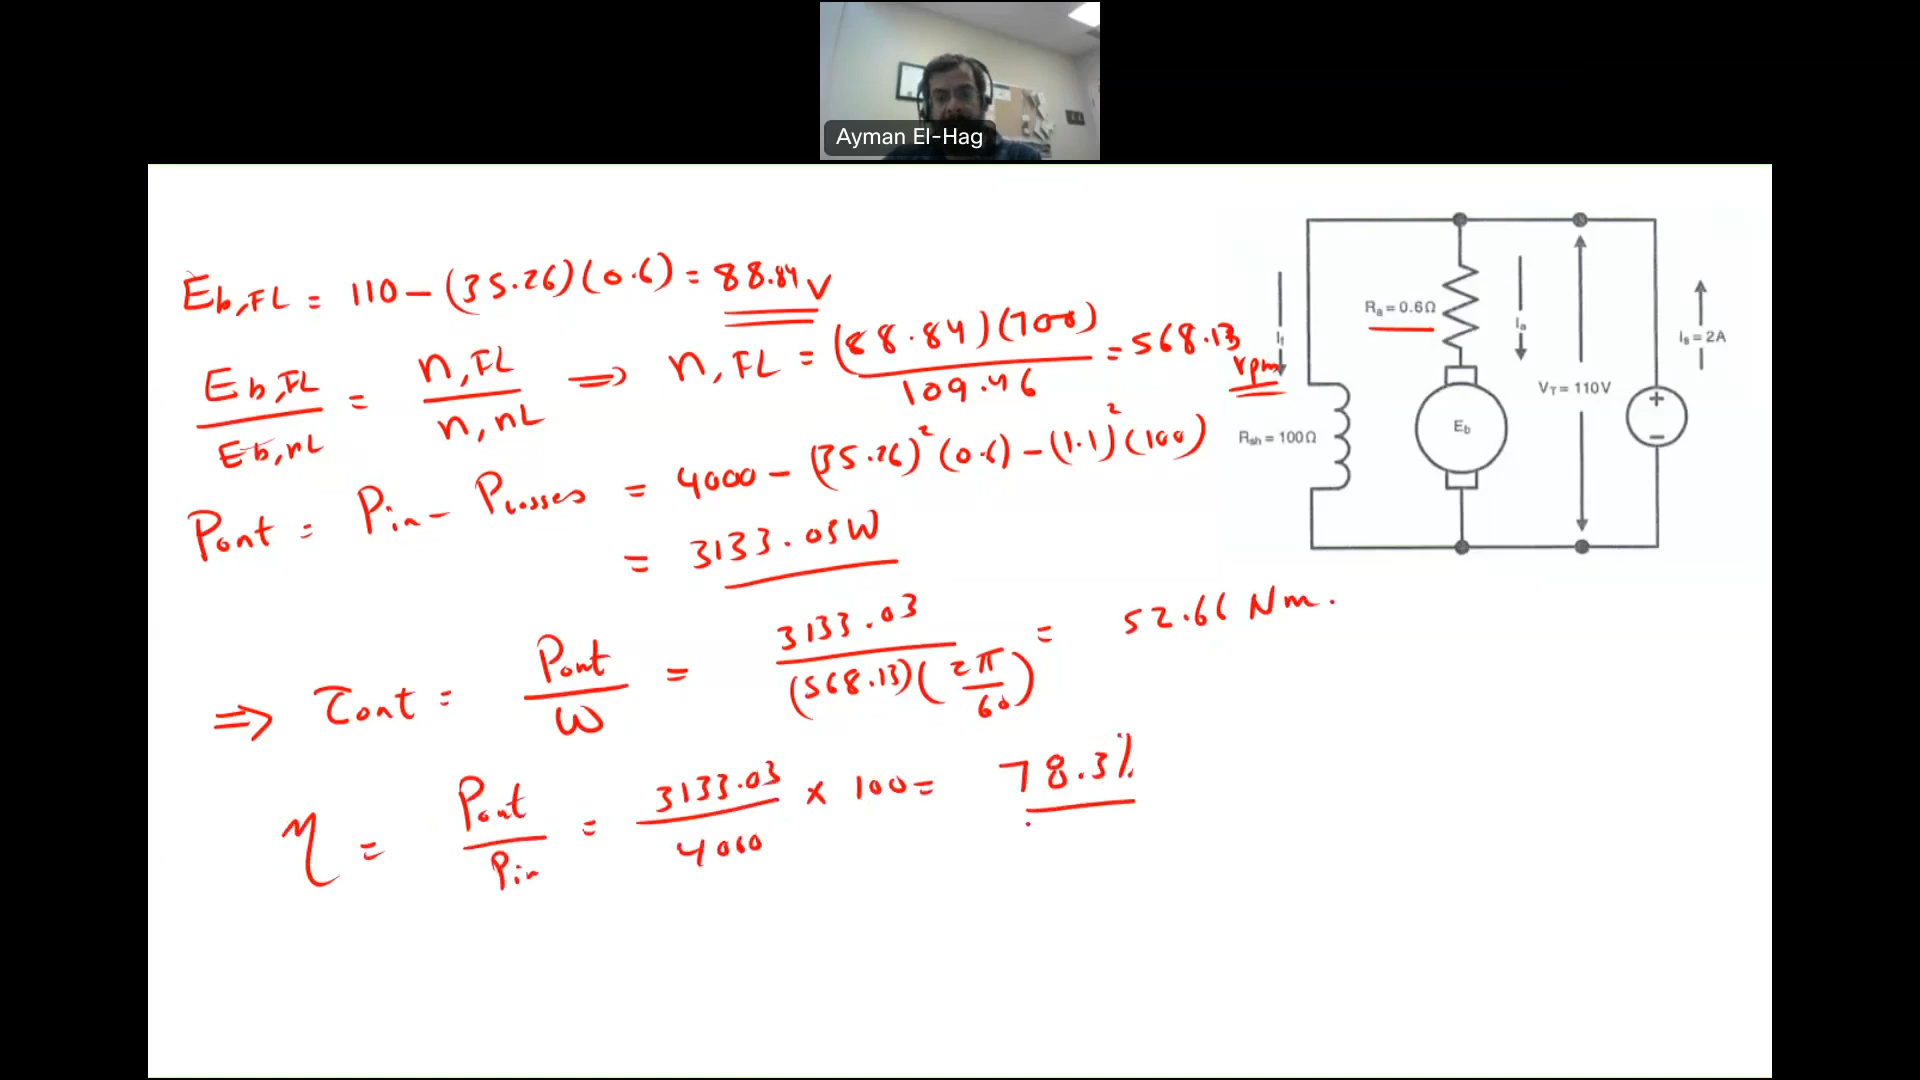 Ayman El-Hag
Eb,FL = 110 - (35.26)(0.6) = 88.84 V
Eb,FL / Eb,nL = n,FL / n,nL ⇒ n,FL = (88.84)(700) / 109.46 = 568.13 rpm
Pout = Pin - Plosses = 4000 - (35.26)² (0.6) - (1.1)² (100)
= 3133.03 W
⇒ τout = Pout / ω = 3133.03 / (568.13)(2π/60) = 52.66 Nm.
η = Pout / Pin = 3133.03 / 4000 × 100 = 78.3%
If
Rsh = 100Ω
Ra = 0.6Ω
Ia
Eb
VT = 110V
+
−
Is = 2A